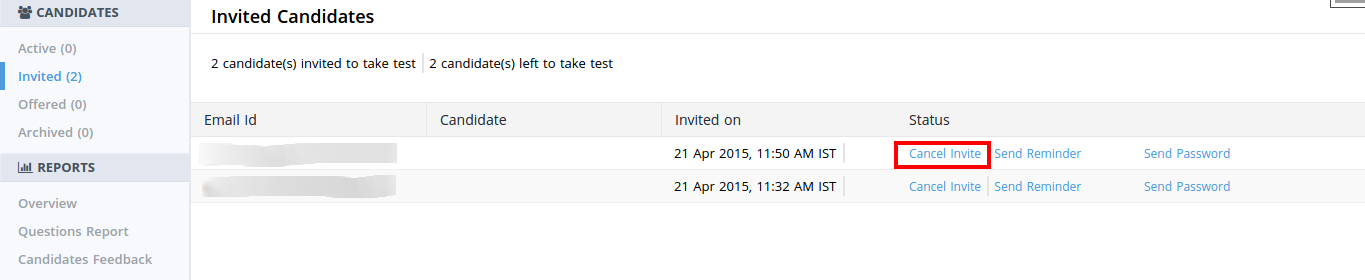 CANDIDATES
Active (0)
Invited (2)
Offered (0)
Archived (0)
REPORTS
Overview
Questions Report
Candidates Feedback
Invited Candidates
2 candidate(s) invited to take test 2 candidate(s) left to take test
Email Id Candidate Invited on Status
21 Apr 2015, 11:50 AM IST Cancel Invite Send Reminder Send Password
21 Apr 2015, 11:32 AM IST Cancel Invite Send Reminder Send Password